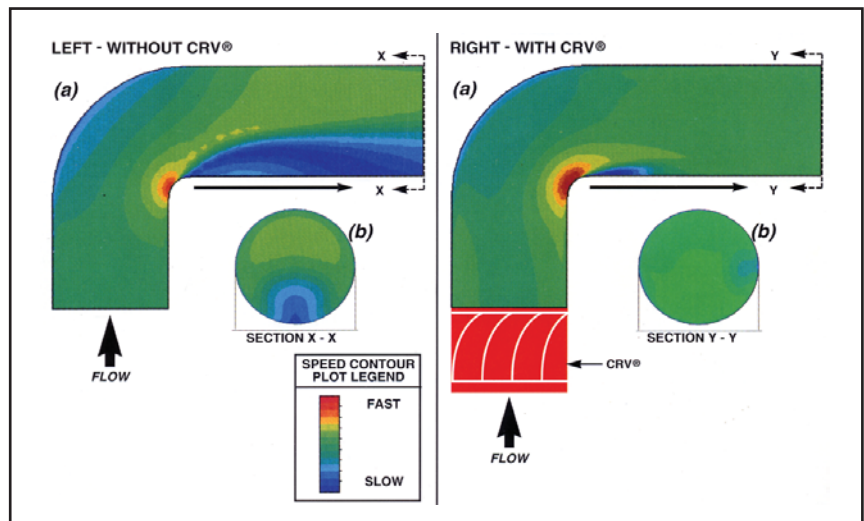 LEFT - WITHOUT CRV®
X
(a)
X
(b)
SECTION X - X
FLOW
SPEED CONTOUR
PLOT LEGEND
FAST
SLOW
RIGHT - WITH CRV®
Y
(a)
Y
(b)
SECTION Y - Y
CRV®
FLOW